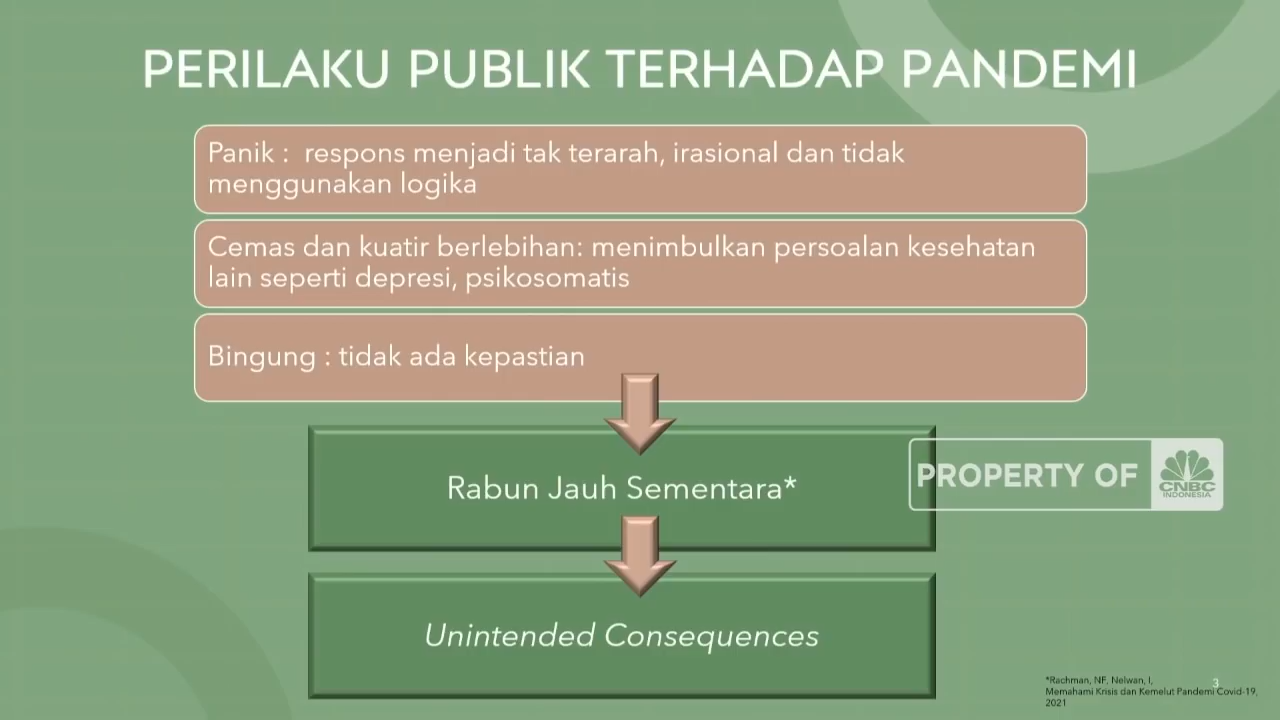 PERILAKU PUBLIK TERHADAP PANDEMI
Panik :  respons menjadi tak terarah, irasional dan tidak
menggunakan logika
Cemas dan kuatir berlebihan: menimbulkan persoalan kesehatan
lain seperti depresi, psikosomatis
Bingung : tidak ada kepastian
Rabun Jauh Sementara*
PROPERTY OF
CNBC
INDONESIA
Unintended Consequences
*Rachman, NF, Nelwan, I,
Memahami Krisis dan Kemelut Pandemi Covid-19,
2021
3